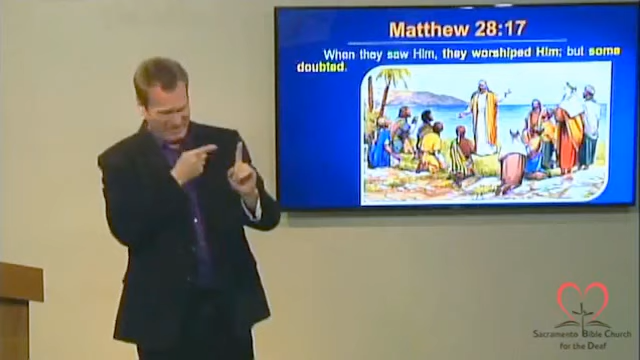 Matthew 28:17
When they saw Him, they worshiped Him; but some
doubted.
Sacramento Bible Church
for the Deaf